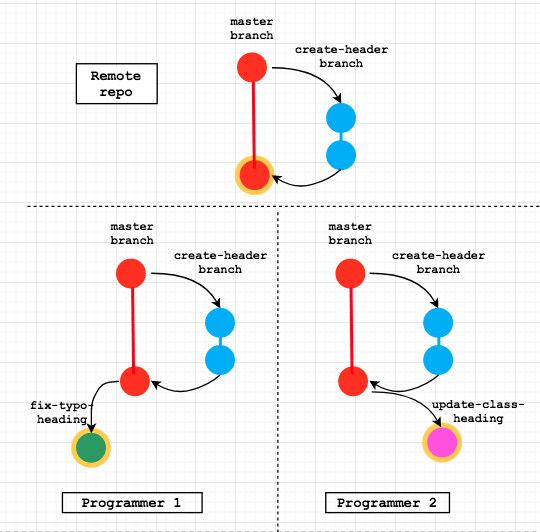 master
branch
create-header
branch
Remote
repo
master
branch
create-header
branch
fix-typo-
heading
Programmer 1
master
branch
create-header
branch
update-class-
heading
Programmer 2